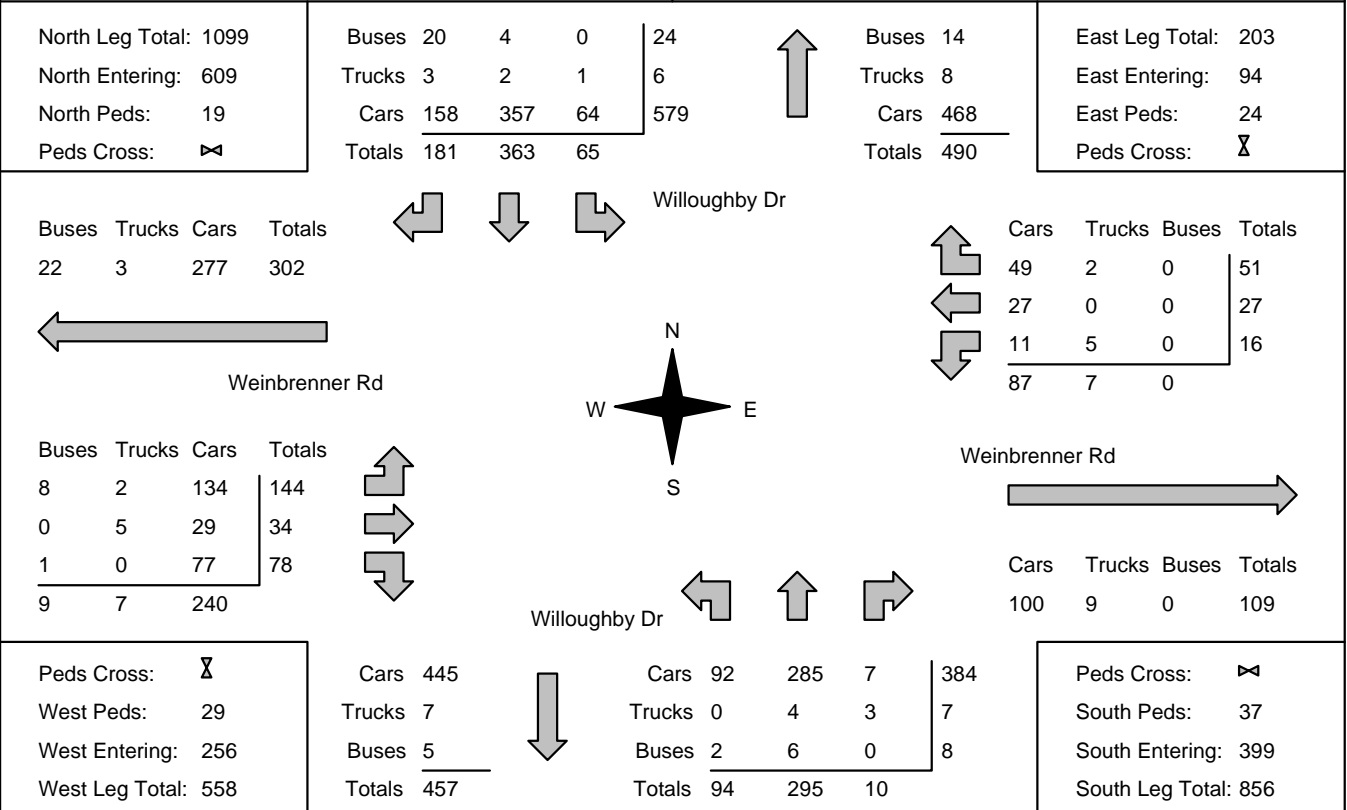 North Leg Total: 1099
North Entering: 609
North Peds: 19
Peds Cross:
Buses 20 4 0 24
Trucks 3 2 1 6
Cars 158 357 64 579
Totals 181 363 65
Buses 14
Trucks 8
Cars 468
Totals 490
East Leg Total: 203
East Entering: 94
East Peds: 24
Peds Cross:
Willoughby Dr
Buses Trucks Cars Totals
22 3 277 302
Cars Trucks Buses Totals
49 2 0 51
27 0 0 27
11 5 0 16
87 7 0
Weinbrenner Rd
N
W E
S
Buses Trucks Cars Totals
8 2 134 144
0 5 29 34
1 0 77 78
9 7 240
Weinbrenner Rd
Cars Trucks Buses Totals
100 9 0 109
Willoughby Dr
Peds Cross:
West Peds: 29
West Entering: 256
West Leg Total: 558
Cars 445
Trucks 7
Buses 5
Totals 457
Cars 92 285 7 384
Trucks 0 4 3 7
Buses 2 6 0 8
Totals 94 295 10
Peds Cross:
South Peds: 37
South Entering: 399
South Leg Total: 856